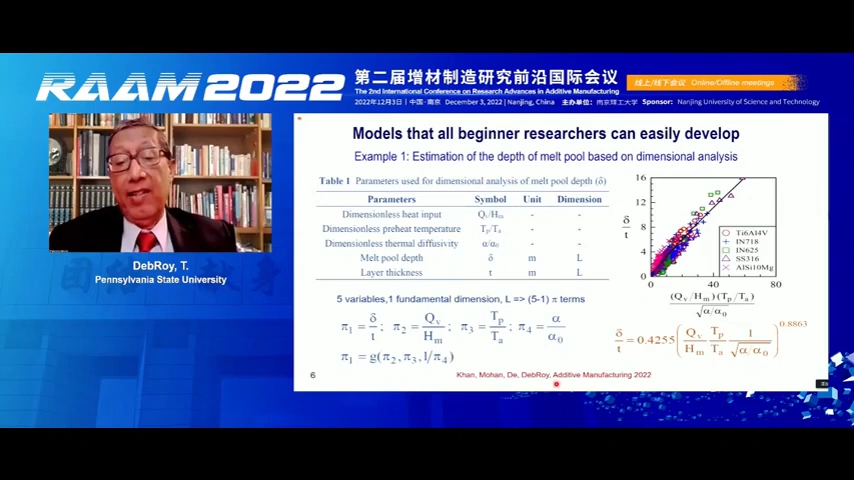 RAAM 2022
第二届增材制造研究前沿国际会议
The 2nd International Conference on Research Advances in Additive Manufacturing
2022年12月3日 | 中国·南京 December 3, 2022 | Nanjing, China 主办单位: 南京理工大学 Sponsor: Nanjing University of Science and Technology
线上/线下会议 Online/Offline meetings
DebRoy, T.
Pennsylvania State University
Models that all beginner researchers can easily develop
Example 1: Estimation of the depth of melt pool based on dimensional analysis
Table 1 Parameters used for dimensional analysis of melt pool depth (δ)
Parameters Symbol Unit Dimension
Dimensionless heat input Qv/Hm - -
Dimensionless preheat temperature Tp/Ta - -
Dimensionless thermal diffusivity α/α0 - -
Melt pool depth δ m L
Layer thickness t m L
5 variables,1 fundamental dimension, L => (5-1) π terms
π1 = δ/t ; π2 = Qv/Hm ; π3 = Tp/Ta ; π4 = α/α0
π1 = g(π2, π3, 1/π4)
16
12
8
4
0
0 40 80
δ/t
Ti6Al4V
IN718
IN625
SS316
AlSi10Mg
(Qv/Hm)(Tp/Ta)
√α/α0
δ/t = 0.4255 (Qv/Hm Tp/Ta 1/√α/α0)^0.8863
6
Khan, Mohan, De, DebRoy, Additive Manufacturing 2022